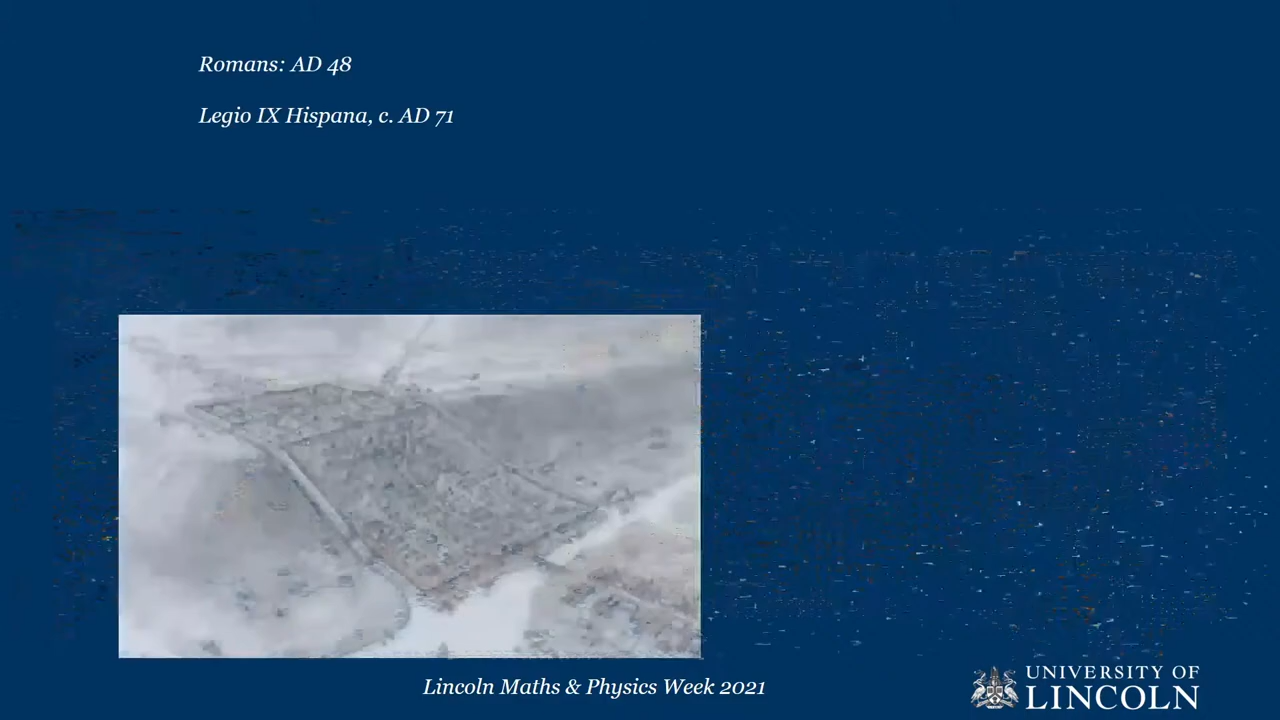 Romans: AD 48
Legio IX Hispana, c. AD 71
Lincoln Maths & Physics Week 2021
UNIVERSITY OF
LINCOLN